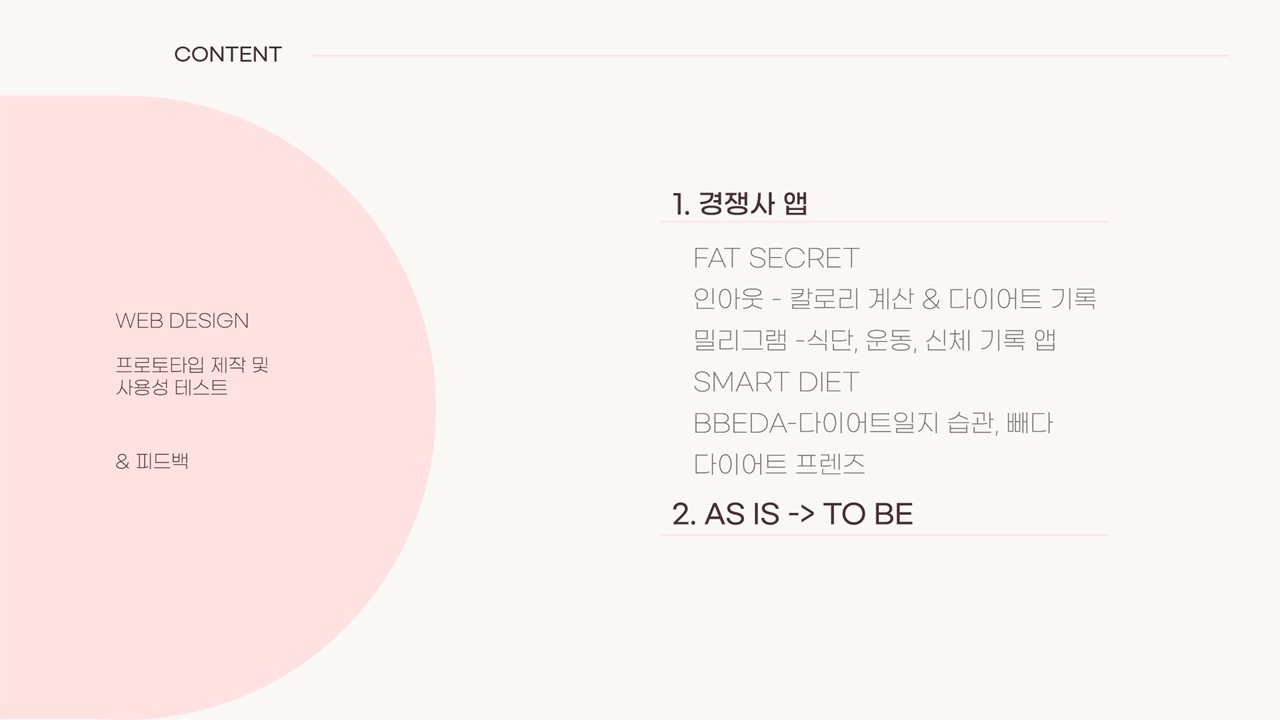 CONTENT
WEB DESIGN
프로토타입 제작 및
사용성 테스트
& 피드백
1. 경쟁사 앱
FAT SECRET
인아웃 - 칼로리 계산 & 다이어트 기록
밀리그램 -식단, 운동, 신체 기록 앱
SMART DIET
BBEDA-다이어트일지 습관, 빼다
다이어트 프렌즈
2. AS IS -> TO BE